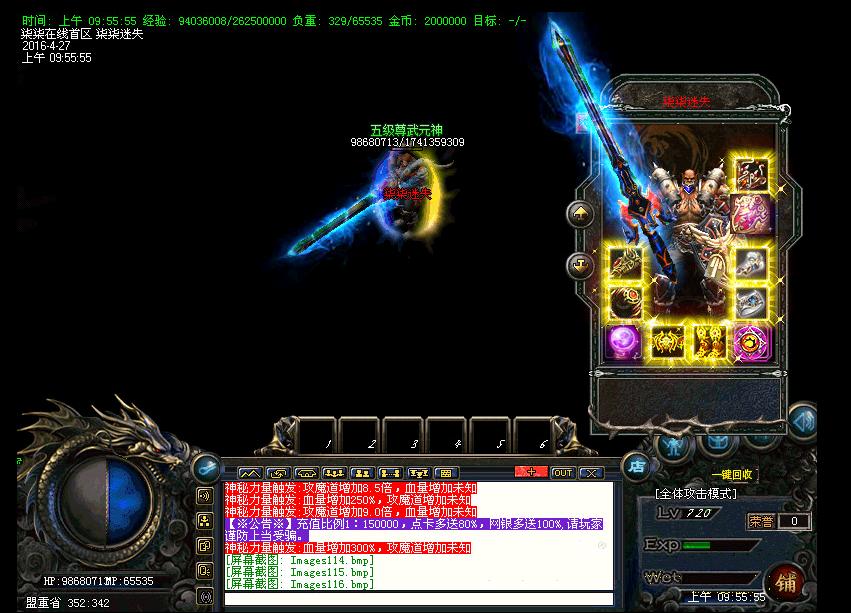 时间: 上午 09:55:55 经验: 94036008/262500000 负重: 329/65535 金币: 2000000 目标: -/-
柒柒在线首区 柒柒迷失
2016-4-27
上午 09:55:55
柒柒迷失
五级尊武元神
98680713/1741359309
柒柒迷失
1 2 3 4 5 6
店
OUT
一键回收
神秘力量触发:攻魔道增加8.5倍,血量增加未知
神秘力量触发:血量增加250%,攻魔道增加未知
神秘力量触发:攻魔道增加9.0倍,血量增加未知
【※公告※】充值比例1：150000,点卡多送80%,网银多送100%,请玩家
谨防上当受骗。
神秘力量触发:血量增加300%,攻魔道增加未知
[屏幕截图: Images114.bmp]
[屏幕截图: Images115.bmp]
[屏幕截图: Images116.bmp]
[全体攻击模式]
Lv 720
荣誉 0
Exp
Wet
铺
上午 09:55:55
HP:98680713 MP:65535
盟重省 352:342